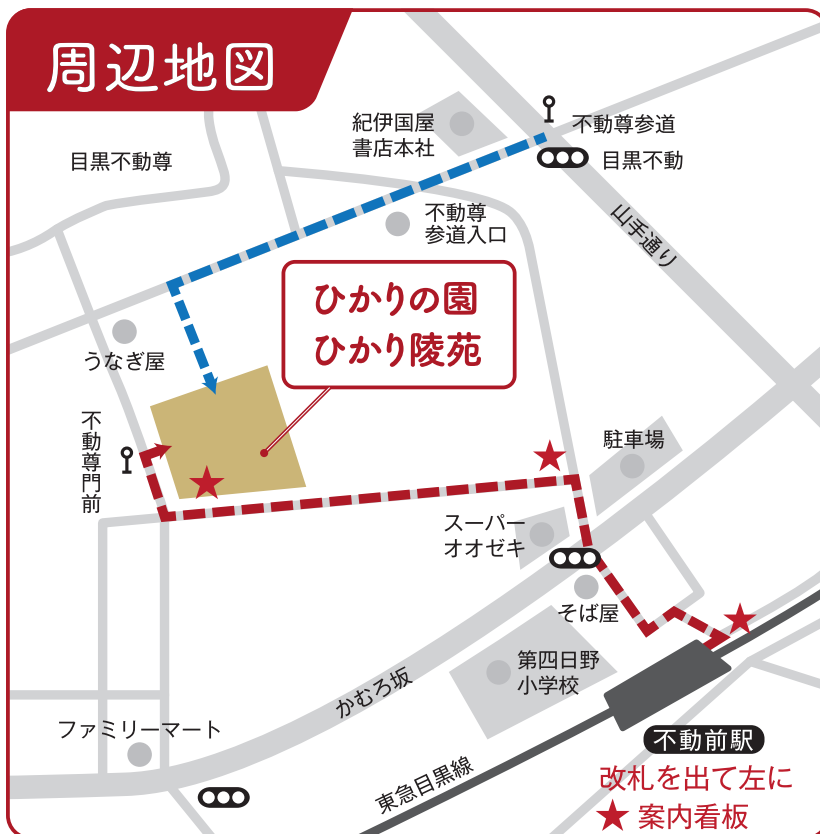 周辺地図
紀伊国屋
書店本社
不動尊参道
目黒不動
目黒不動尊
不動尊
参道入口
山手通り
ひかりの園
ひかり陵苑
うなぎ屋
不動尊門前
駐車場
スーパー
オオゼキ
そば屋
第四日野
小学校
かむろ坂
ファミリーマート
東急目黒線
不動前駅
改札を出て左に
★ 案内看板